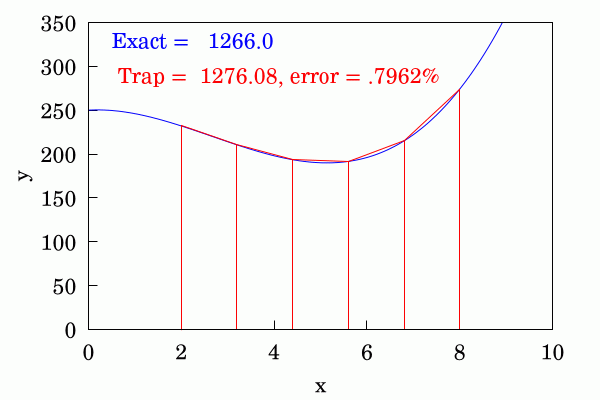 350
300
250
200
150
100
50
0
y
Exact = 1266.0
Trap = 1276.08, error = .7962%
0 2 4 6 8 10
x